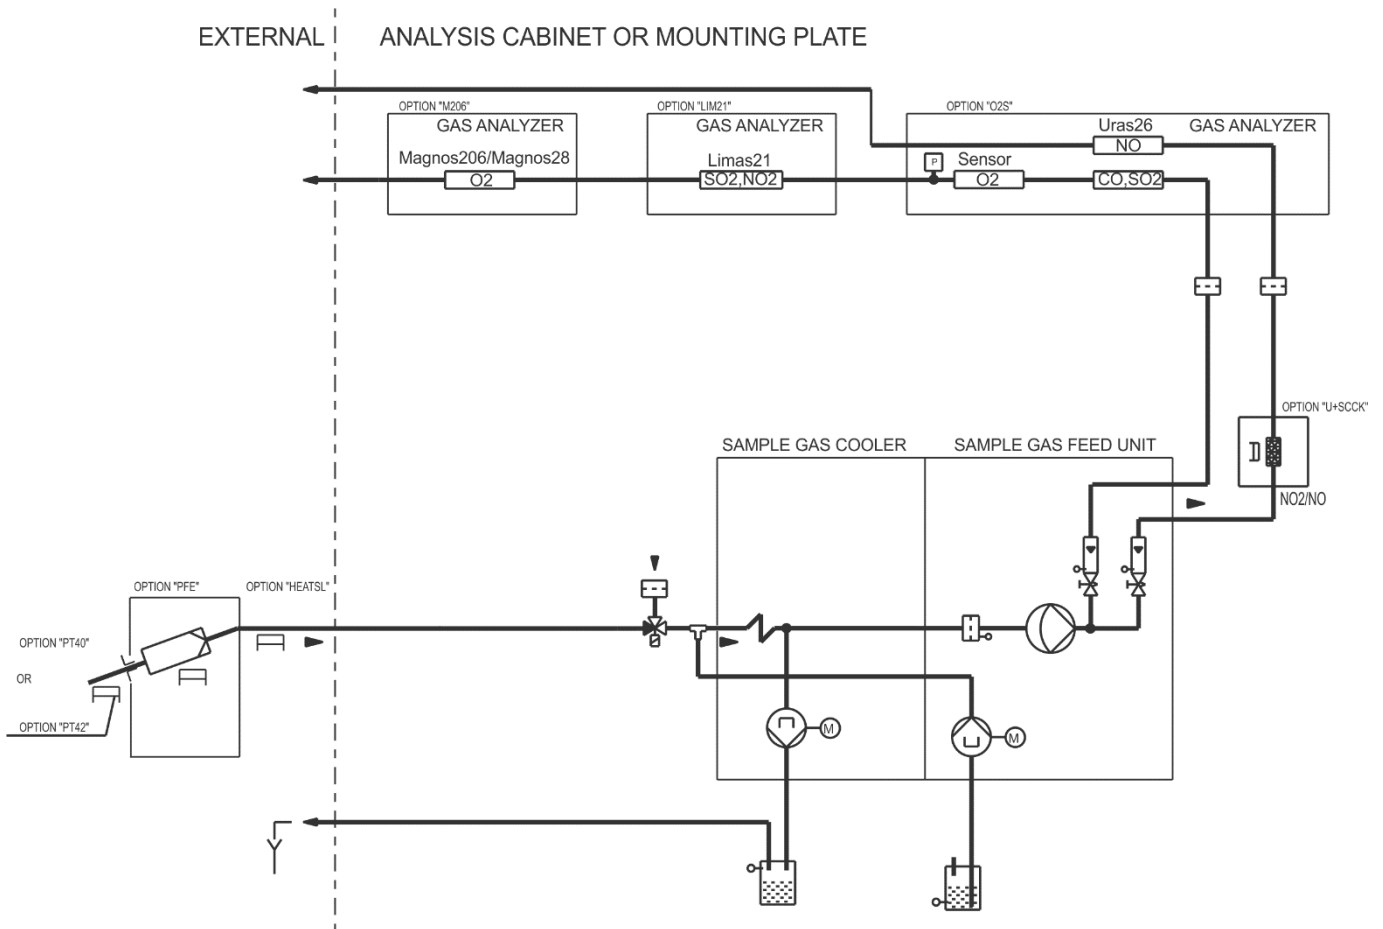 EXTERNAL
ANALYSIS CABINET OR MOUNTING PLATE
OPTION "M206"
OPTION "LIM21"
OPTION "O2S"
GAS ANALYZER
GAS ANALYZER
Uras26
GAS ANALYZER
NO
Magnos206/Magnos28
Limas21
P
Sensor
O2
SO2,NO2
O2
CO,SO2
OPTION "U+SCCK"
SAMPLE GAS COOLER
SAMPLE GAS FEED UNIT
NO2/NO
OPTION "PFE"
OPTION "HEATSL"
OPTION "PT40"
OR
OPTION "PT42"
M
M